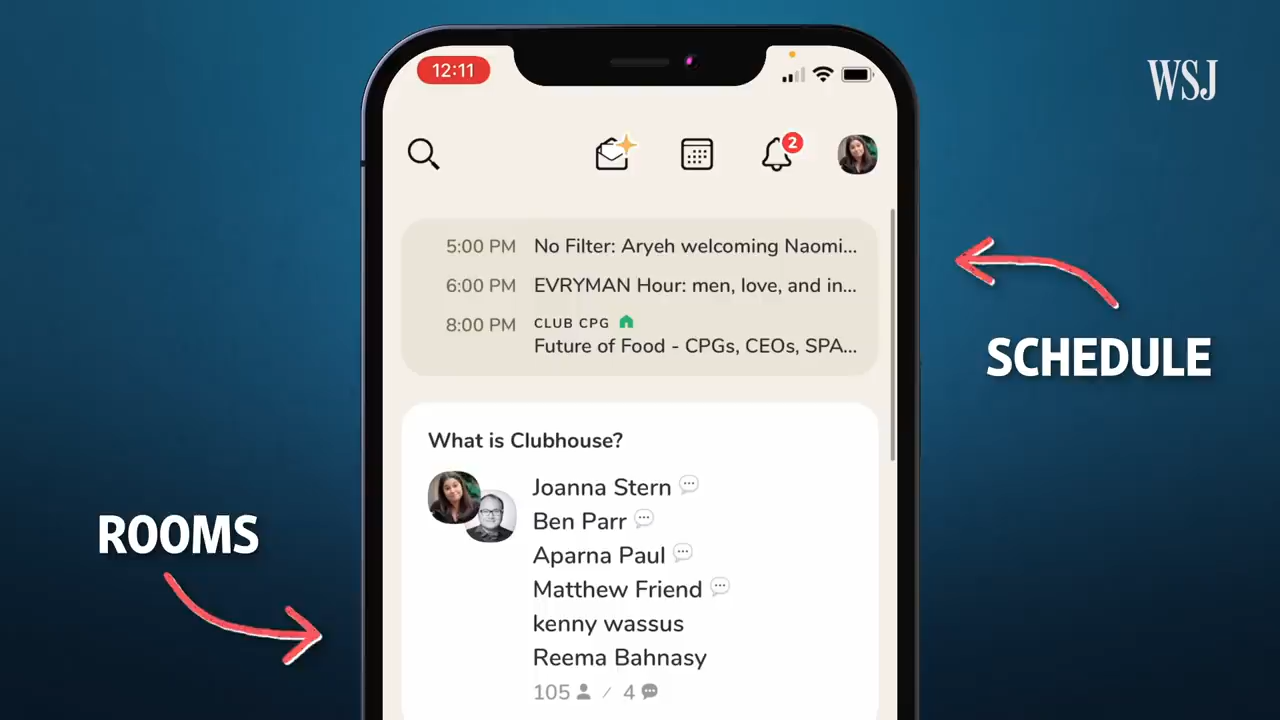 12:11
WSJ
2
5:00 PM No Filter: Aryeh welcoming Naomi...
6:00 PM EVRYMAN Hour: men, love, and in...
8:00 PM CLUB CPG
Future of Food - CPGs, CEOs, SPA...
SCHEDULE
What is Clubhouse?
Joanna Stern
Ben Parr
Aparna Paul
Matthew Friend
kenny wassus
Reema Bahnasy
105 / 4
ROOMS